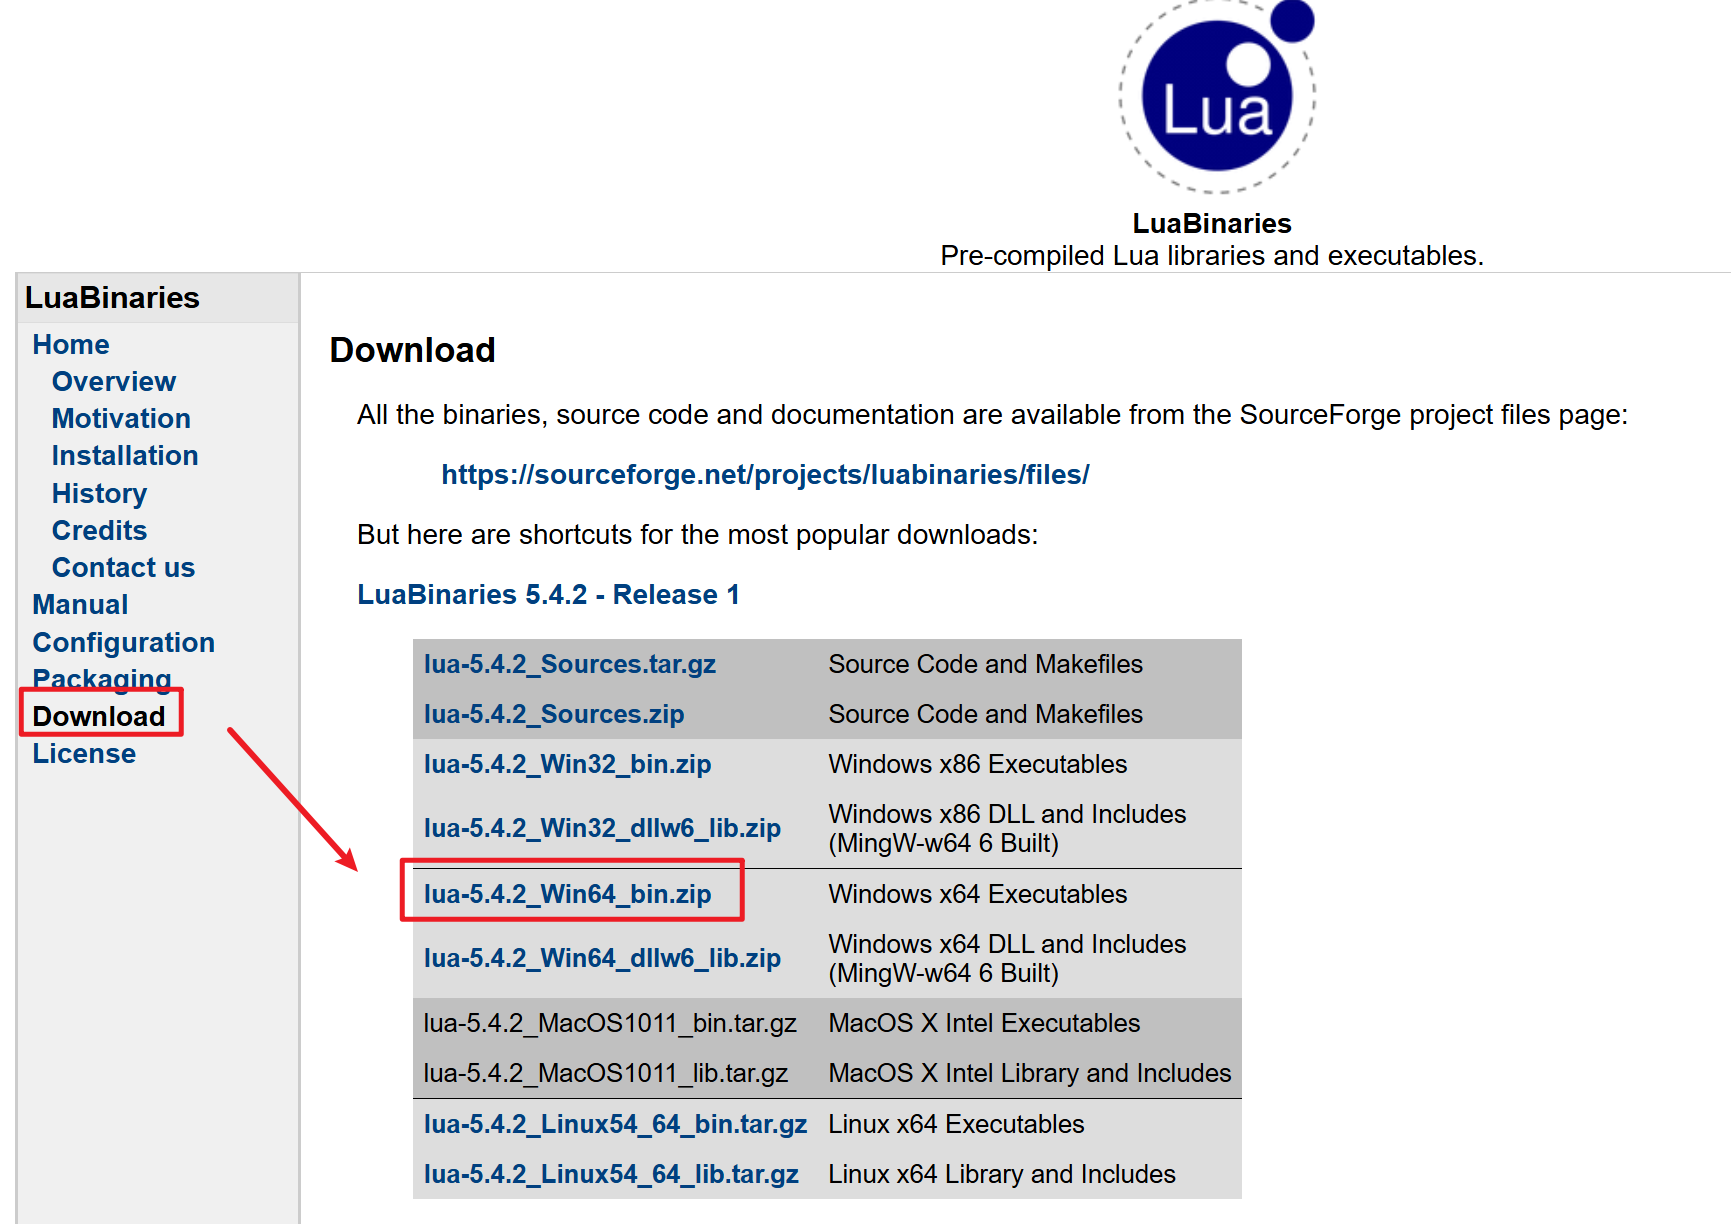 Lua
LuaBinaries
Pre-compiled Lua libraries and executables.
LuaBinaries
Home
Overview
Motivation
Installation
History
Credits
Contact us
Manual
Configuration
Packaging
Download
License
Download
All the binaries, source code and documentation are available from the SourceForge project files page:
https://sourceforge.net/projects/luabinaries/files/
But here are shortcuts for the most popular downloads:
LuaBinaries 5.4.2 - Release 1
lua-5.4.2_Sources.tar.gz Source Code and Makefiles
lua-5.4.2_Sources.zip Source Code and Makefiles
lua-5.4.2_Win32_bin.zip Windows x86 Executables
lua-5.4.2_Win32_dllw6_lib.zip Windows x86 DLL and Includes
(MingW-w64 6 Built)
lua-5.4.2_Win64_bin.zip Windows x64 Executables
lua-5.4.2_Win64_dllw6_lib.zip Windows x64 DLL and Includes
(MingW-w64 6 Built)
lua-5.4.2_MacOS1011_bin.tar.gz MacOS X Intel Executables
lua-5.4.2_MacOS1011_lib.tar.gz MacOS X Intel Library and Includes
lua-5.4.2_Linux54_64_bin.tar.gz Linux x64 Executables
lua-5.4.2_Linux54_64_lib.tar.gz Linux x64 Library and Includes